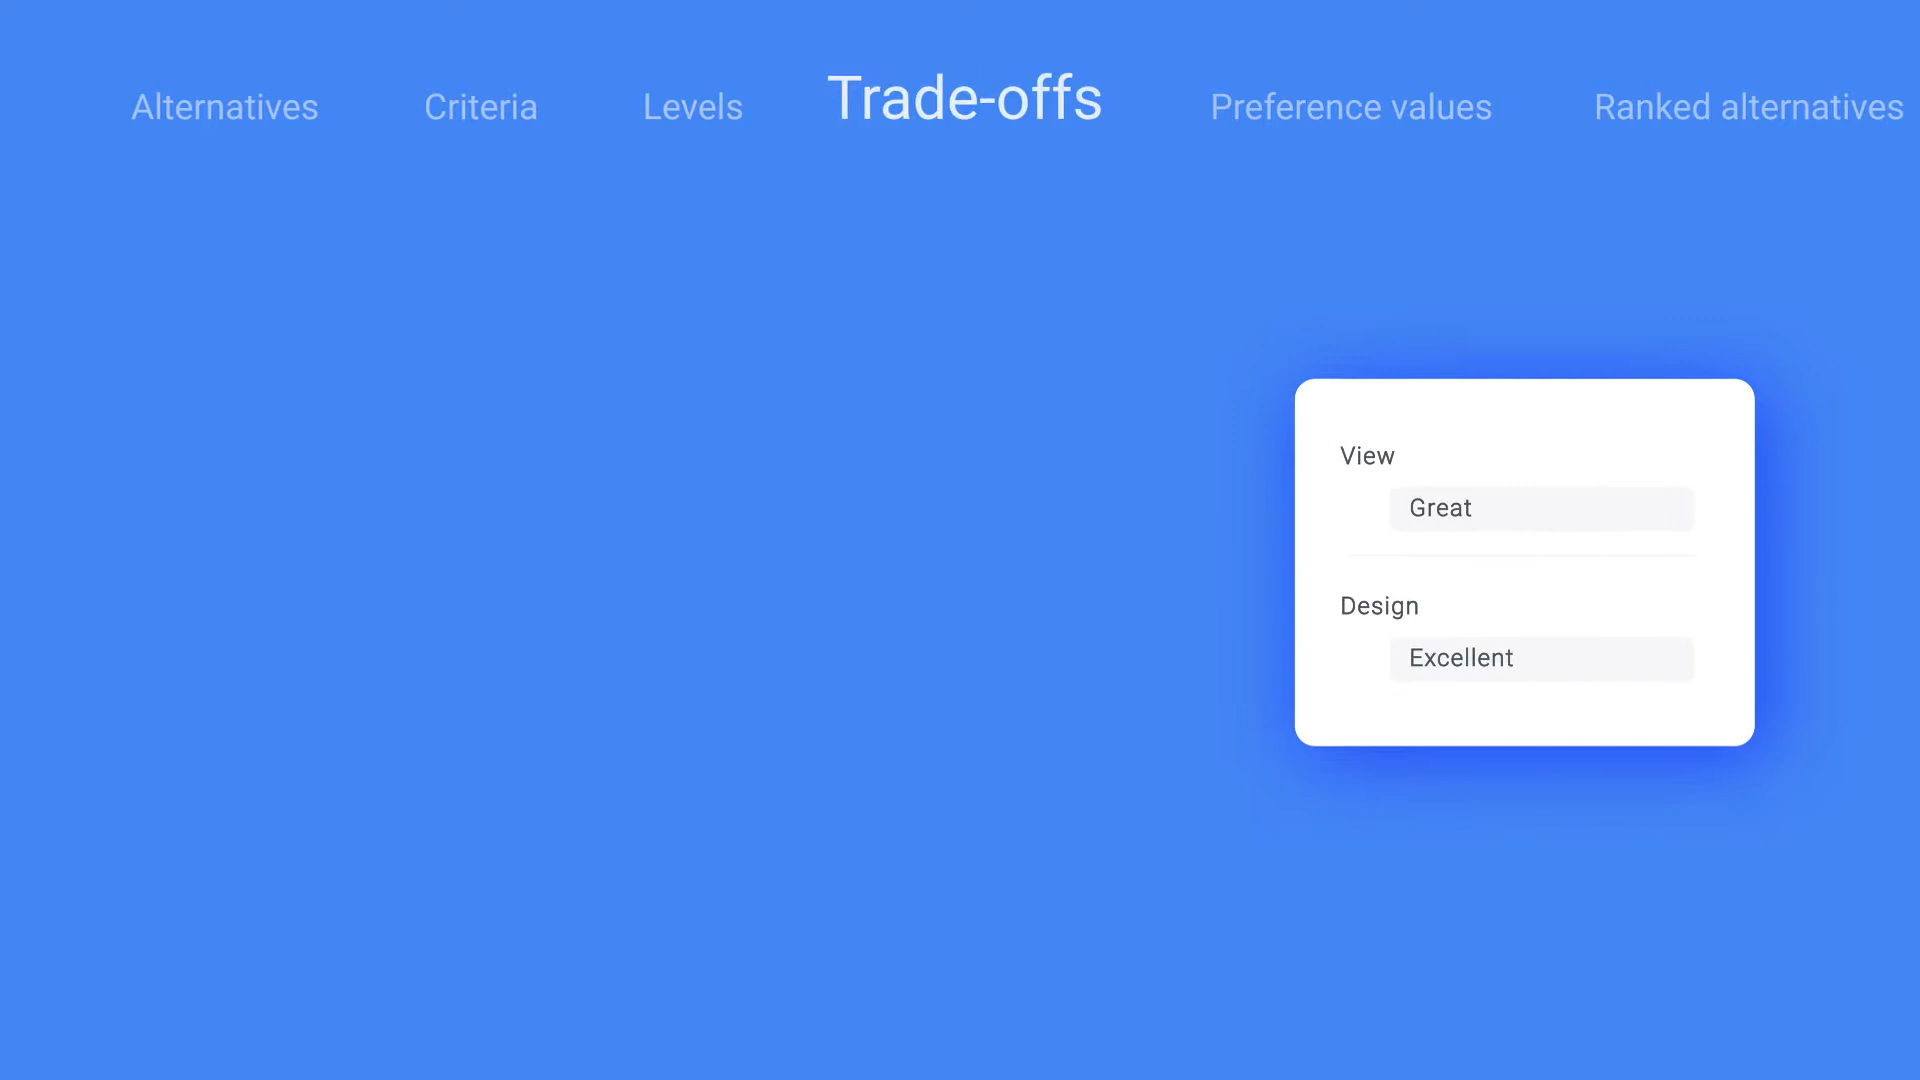 Alternatives
Criteria
Levels
Trade-offs
Preference values
Ranked alternatives
View
Great
Design
Excellent